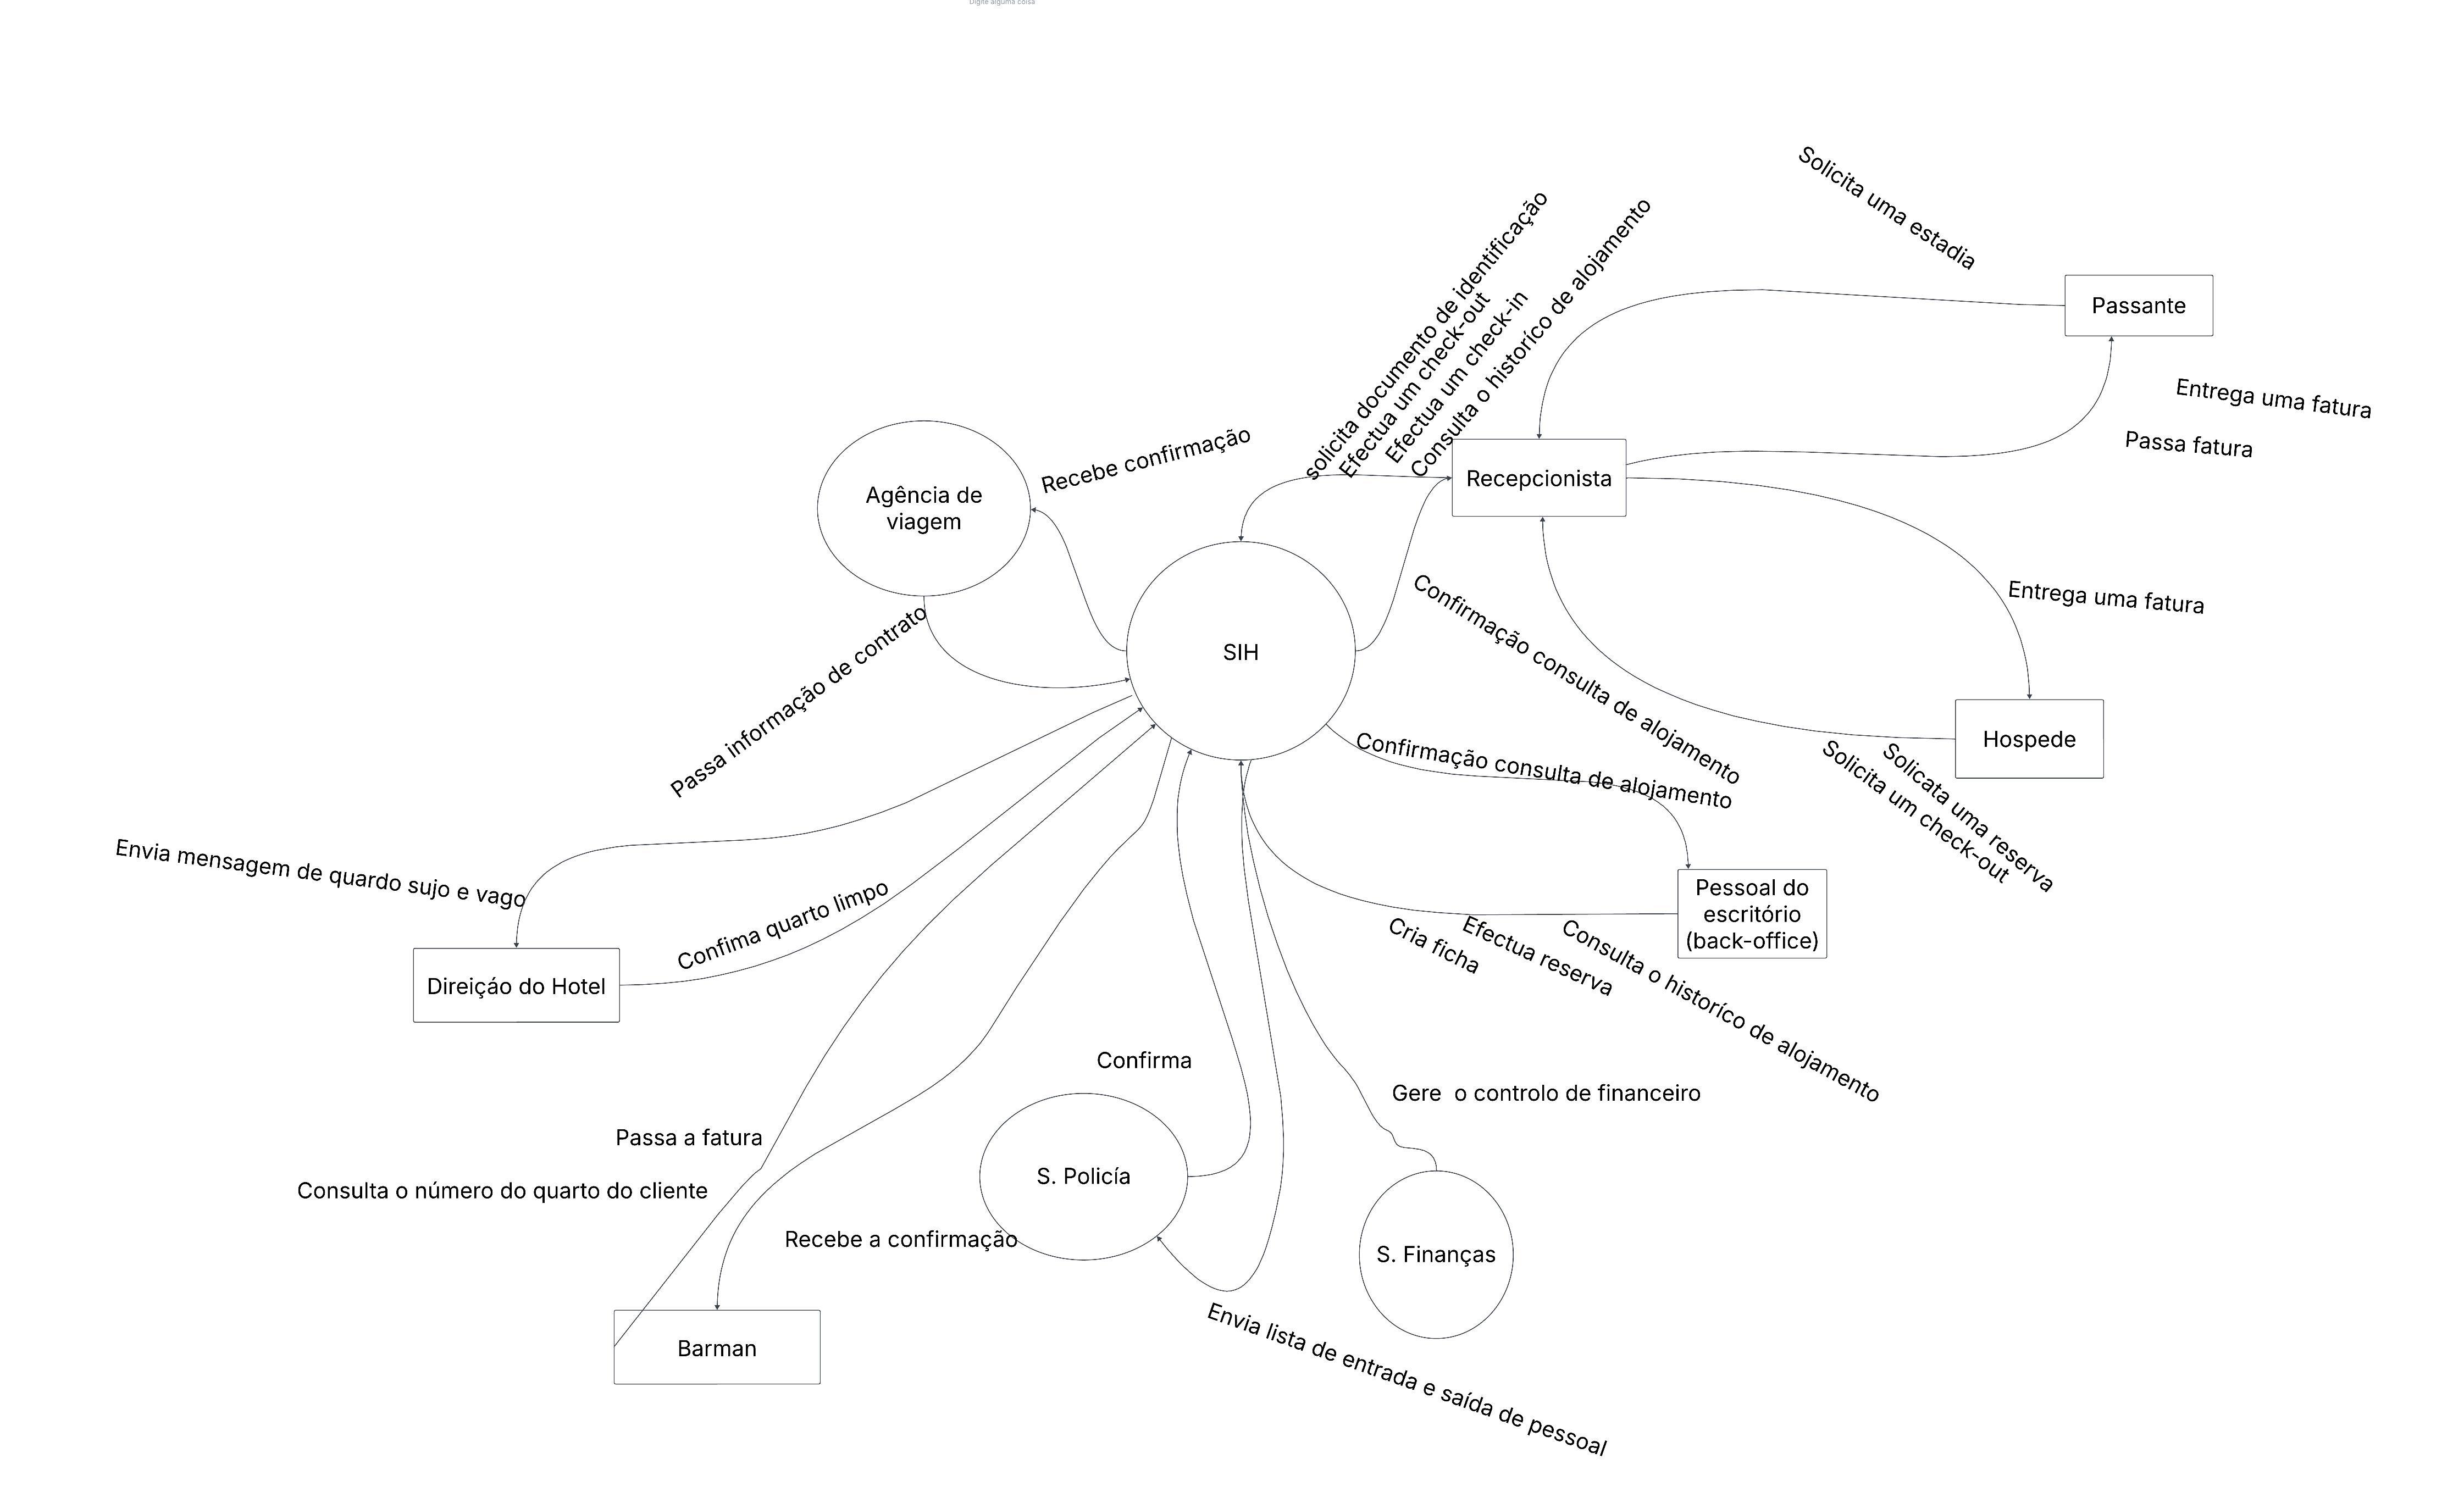 Digite alguma coisa
Solicita uma estadia
solicita documento de identificação
Efectua um check-out
Efectua um check-in
Consulta o historíco de alojamento
Passante
Entrega uma fatura
Passa fatura
Recebe confirmação
Recepcionista
Agência de
viagem
Entrega uma fatura
Confirmação consulta de alojamento
SIH
Passa informação de contrato
Hospede
Solicata uma reserva
Solicita um check-out
Confirmação consulta de alojamento
Envia mensagem de quardo sujo e vago
Confima quarto limpo
Pessoal do
escritório
(back-office)
Cria ficha
Efectua reserva
Consulta o historíco de alojamento
Direiçáo do Hotel
Confirma
Gere  o controlo de financeiro
Passa a fatura
S. Policía
Consulta o número do quarto do cliente
Recebe a confirmação
S. Finanças
Envia lista de entrada e saída de pessoal
Barman